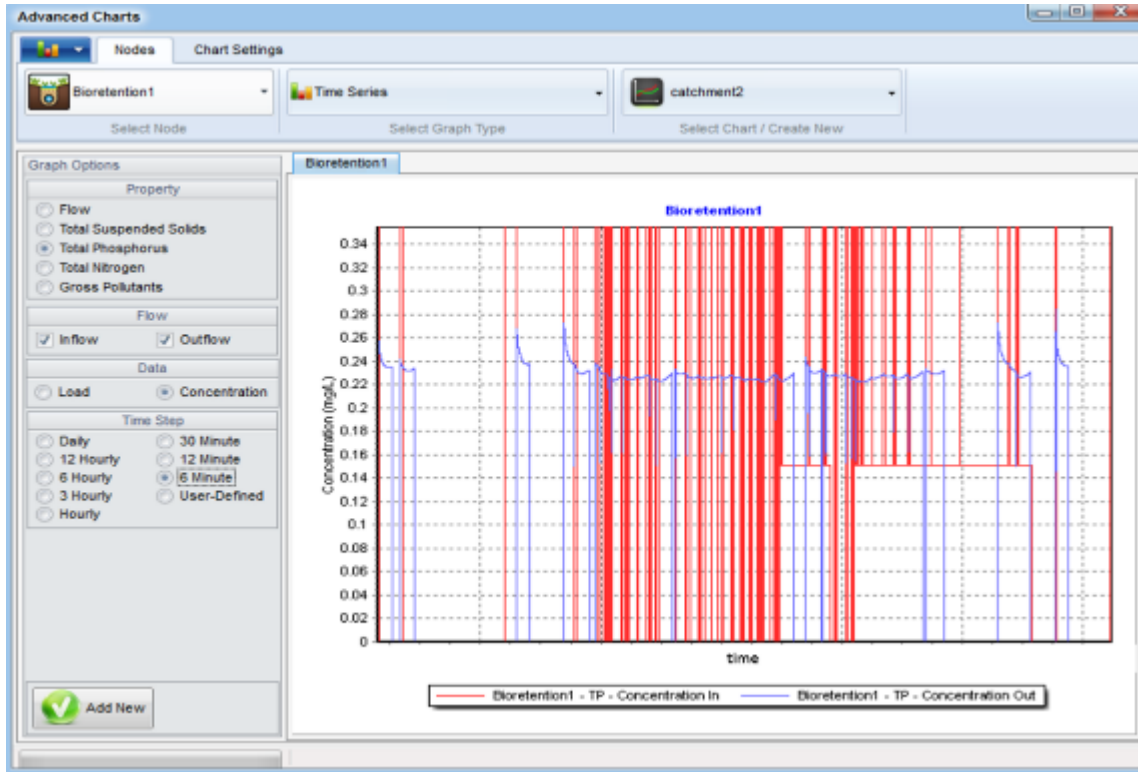 Advanced Charts
Nodes Chart Settings
Bioretention1 Time Series catchment2
Select Node Select Graph Type Select Chart / Create New
Graph Options
Property
Flow
Total Suspended Solids
Total Phosphorus
Total Nitrogen
Gross Pollutants
Flow
Inflow Outflow
Data
Load Concentration
Time Step
Daily 30 Minute
12 Hourly 12 Minute
6 Hourly 6 Minute
3 Hourly User-Defined
Hourly
Add New
Bioretention1
Bioretention1
Concentration (mg/L)
0.34
0.32
0.3
0.28
0.26
0.24
0.22
0.2
0.18
0.16
0.14
0.12
0.1
0.08
0.06
0.04
0.02
0
time
Bioretention1 - TP - Concentration In Bioretention1 - TP - Concentration Out